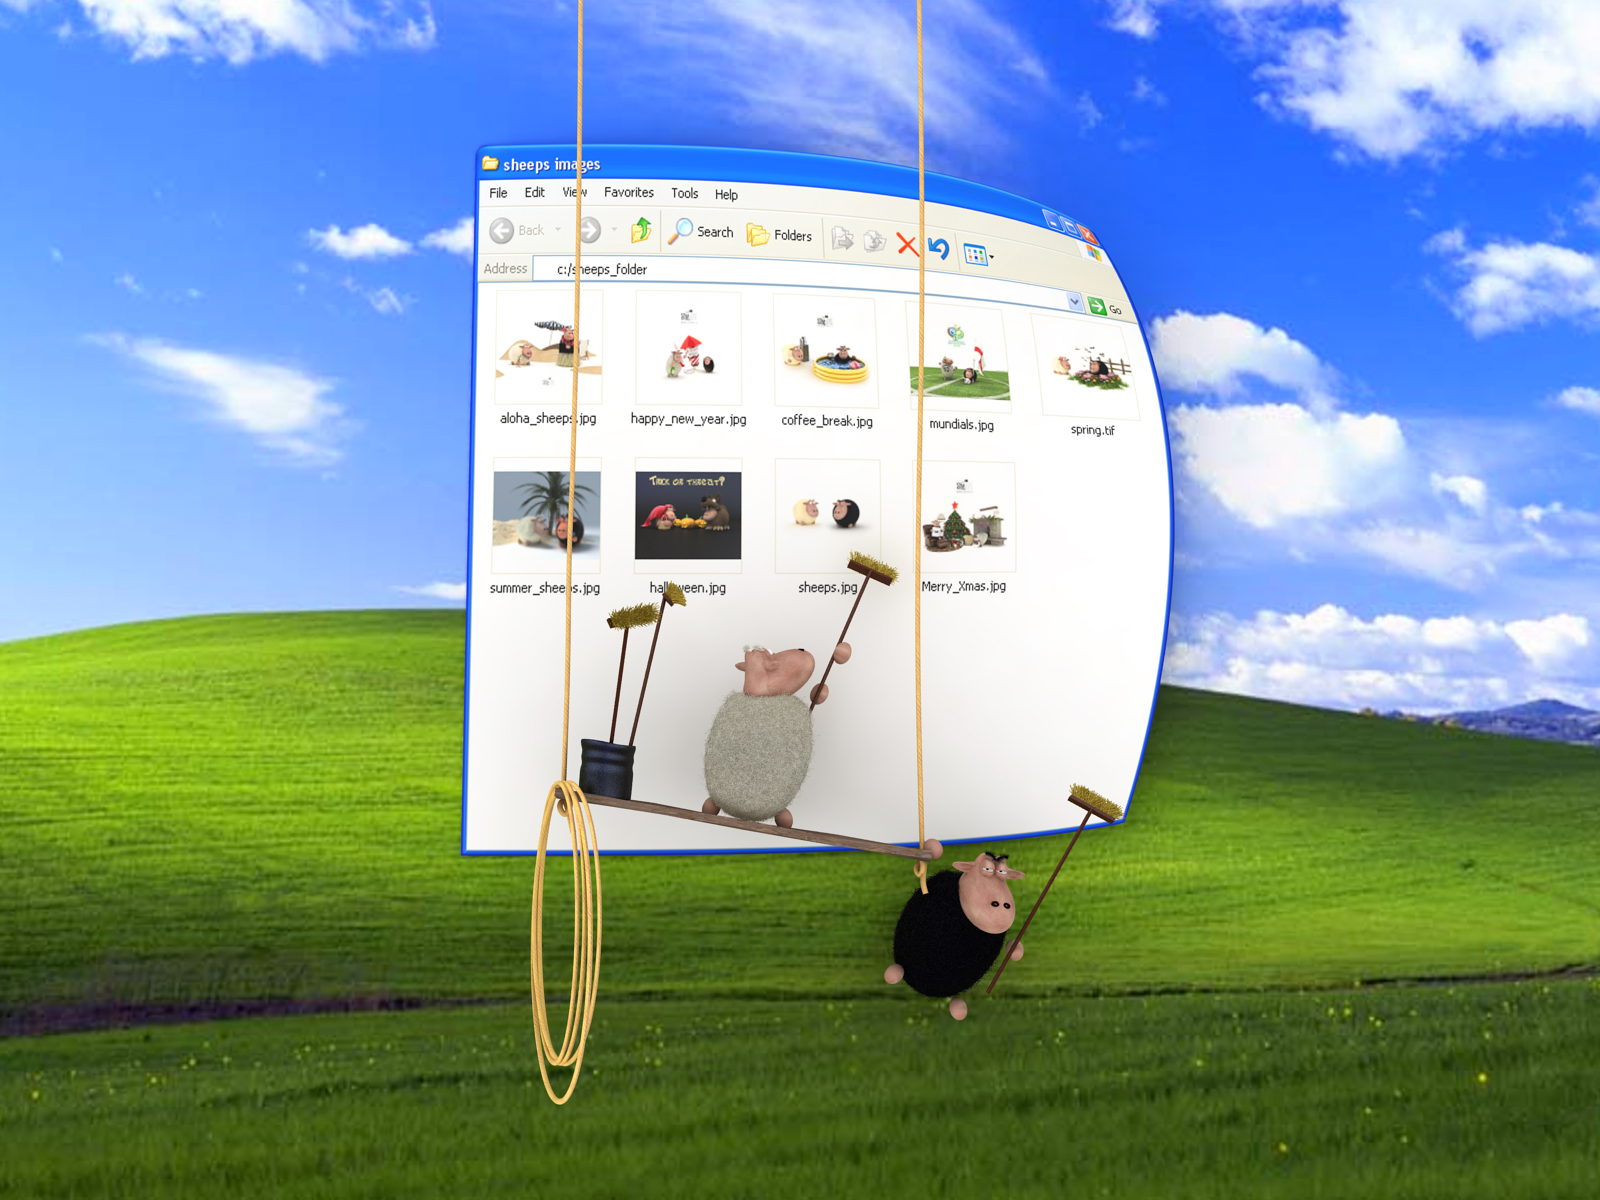 sheeps images
File Edit View Favorites Tools Help
Back Search Folders
Address c:/sheeps_folder
Go
aloha_sheeps.jpg happy_new_year.jpg coffee_break.jpg mundials.jpg spring.tif
TRICK OR THREAT?
summer_sheeps.jpg halloween.jpg sheeps.jpg Merry_Xmas.jpg